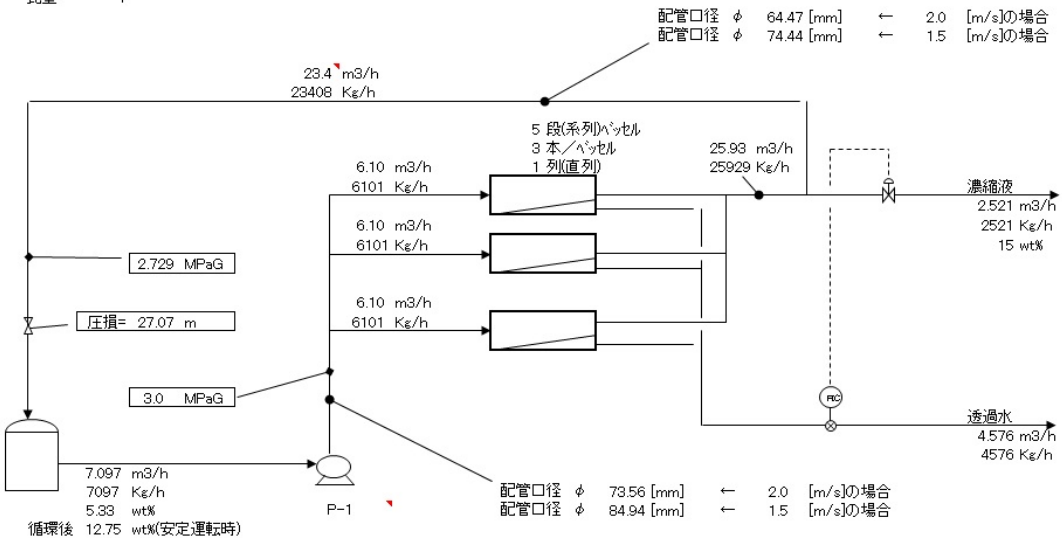 配管口径 φ 64.47 [mm] ← 2.0 [m/s]の場合
配管口径 φ 74.44 [mm] ← 1.5 [m/s]の場合
23.4 m3/h
23408 Kg/h
5 段(系列)ベッセル
3 本/ベッセル
1 列(直列)
25.93 m3/h
25929 Kg/h
6.10 m3/h
6101 Kg/h
濃縮液
2.521 m3/h
2521 Kg/h
15 wt%
6.10 m3/h
6101 Kg/h
2.729 MPaG
6.10 m3/h
6101 Kg/h
圧損= 27.07 m
3.0 MPaG
透過水
4.576 m3/h
4576 Kg/h
7.097 m3/h
7097 Kg/h
5.33 wt%
循環後 12.75 wt%(安定運転時)
P-1
配管口径 φ 73.56 [mm] ← 2.0 [m/s]の場合
配管口径 φ 84.94 [mm] ← 1.5 [m/s]の場合